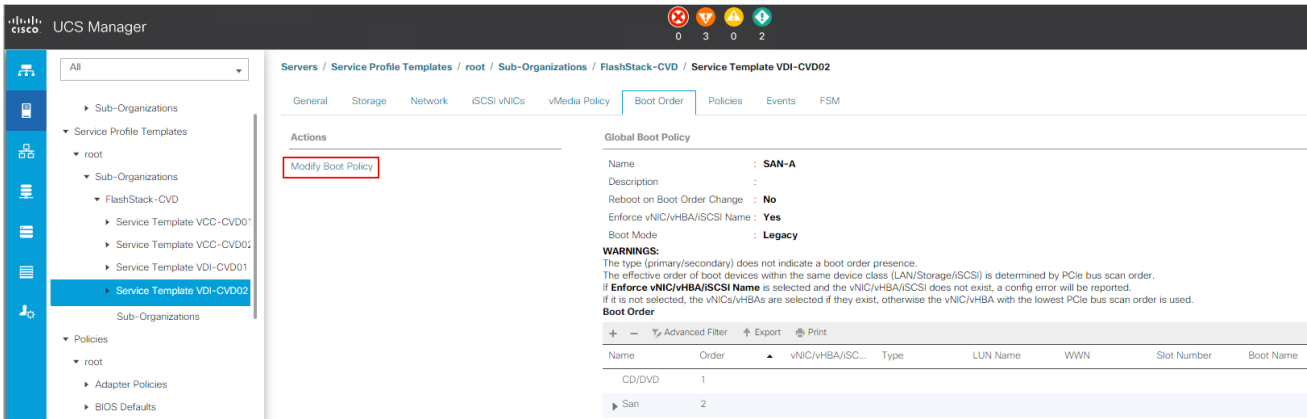 cisco UCS Manager
0 3 0 2
All
Sub-Organizations
Service Profile Templates
root
Sub-Organizations
FlashStack-CVD
Service Template VCC-CVD01
Service Template VCC-CVD02
Service Template VDI-CVD01
Service Template VDI-CVD02
Sub-Organizations
Policies
root
Adapter Policies
BIOS Defaults
Servers / Service Profile Templates / root / Sub-Organizations / FlashStack-CVD / Service Template VDI-CVD02
General Storage Network iSCSI vNICs vMedia Policy Boot Order Policies Events FSM
Actions
Modify Boot Policy
Global Boot Policy
Name : SAN-A
Description :
Reboot on Boot Order Change : No
Enforce vNIC/vHBA/iSCSI Name : Yes
Boot Mode : Legacy
WARNINGS:
The type (primary/secondary) does not indicate a boot order presence.
The effective order of boot devices within the same device class (LAN/Storage/iSCSI) is determined by PCIe bus scan order.
If Enforce vNIC/vHBA/iSCSI Name is selected and the vNIC/vHBA/iSCSI does not exist, a config error will be reported.
If it is not selected, the vNICs/vHBAs are selected if they exist, otherwise the vNIC/vHBA with the lowest PCIe bus scan order is used.
Boot Order
+ − Advanced Filter Export Print
Name Order vNIC/vHBA/iSC... Type LUN Name WWN Slot Number Boot Name
CD/DVD 1
San 2